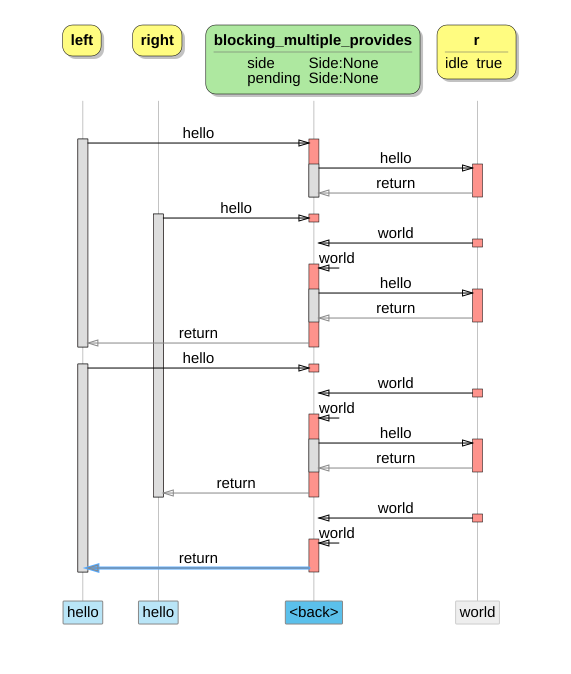 left right blocking_multiple_provides r
side Side:None idle true
pending Side:None
hello
hello
return
hello
world
world
hello
return
return
hello
world
world
hello
return
return
world
world
return
hello hello <back> world